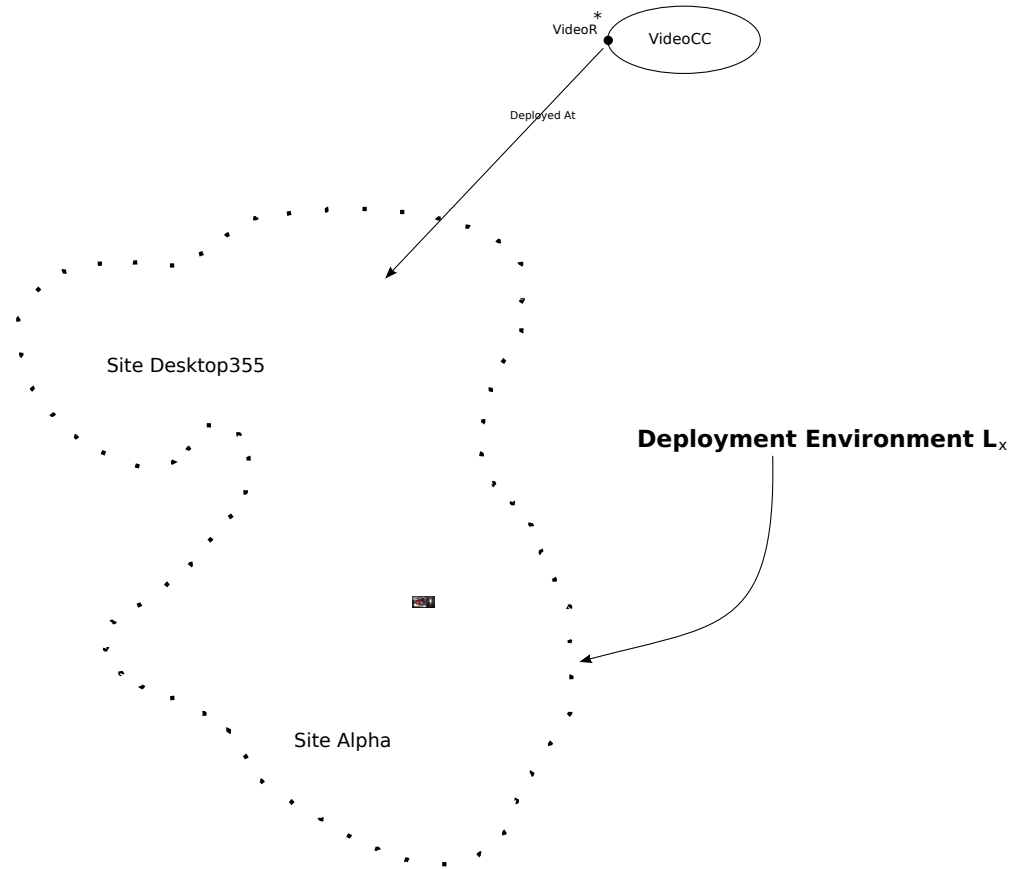 *
VideoR
VideoCC
Deployed At
Site Desktop355
Deployment Environment Lₓ
Site Alpha